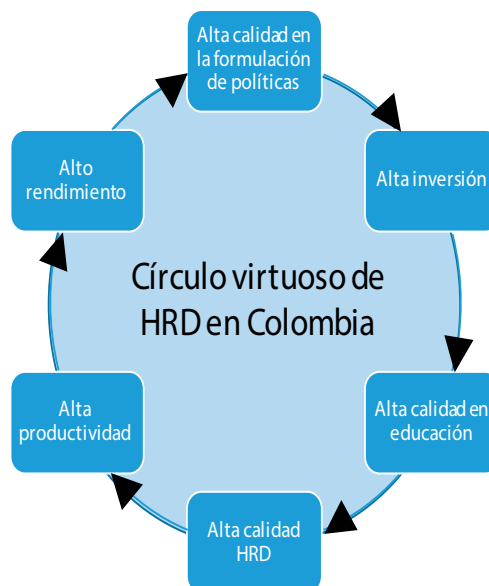 Alta calidad en
la formulación
de políticas
Alta inversión
Alta calidad en
educación
Alta calidad
HRD
Alta
productividad
Alto
rendimiento
Círculo virtuoso de
HRD en Colombia